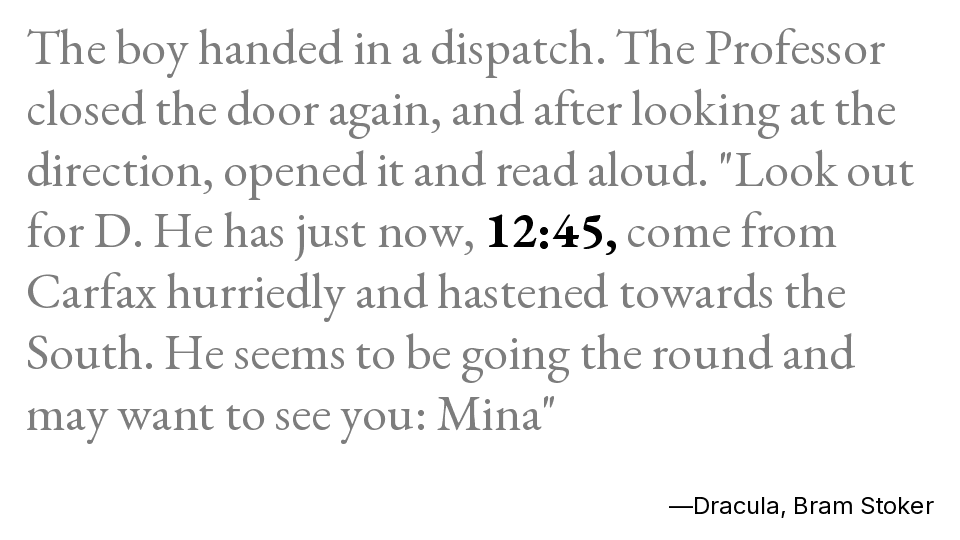 The boy handed in a dispatch. The Professor
closed the door again, and after looking at the
direction, opened it and read aloud. "Look out
for D. He has just now, 12:45, come from
Carfax hurriedly and hastened towards the
South. He seems to be going the round and
may want to see you: Mina"
—Dracula, Bram Stoker